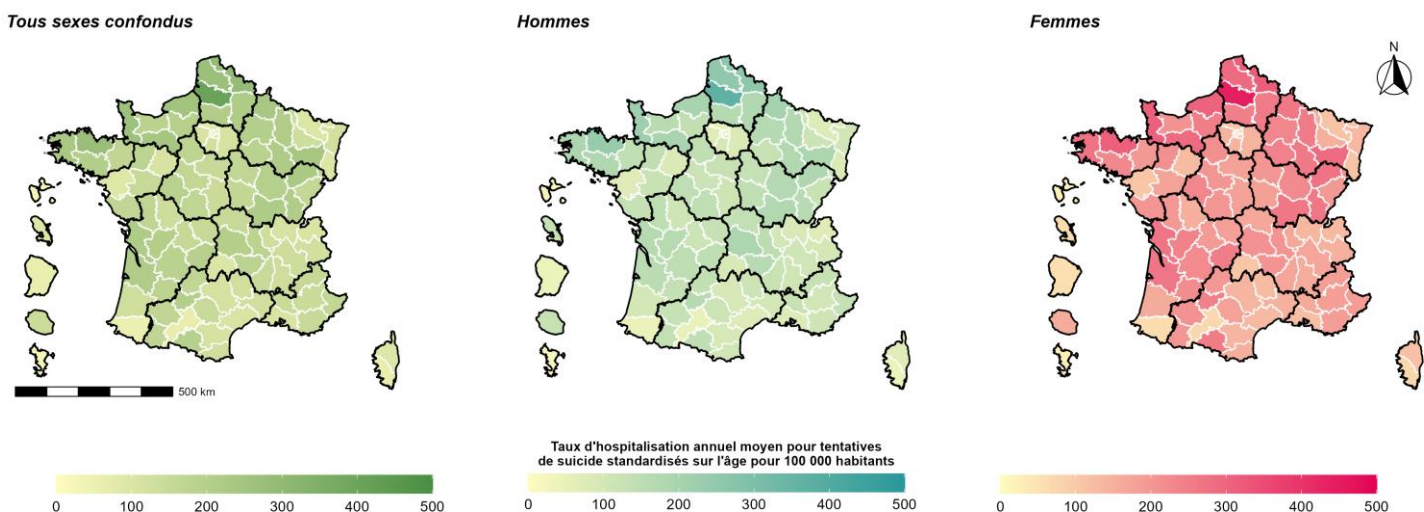 Tous sexes confondus
Hommes
Femmes
N
500 km
Taux d'hospitalisation annuel moyen pour tentatives
de suicide standardisés sur l'âge pour 100 000 habitants
0 100 200 300 400 500
0 100 200 300 400 500
0 100 200 300 400 500